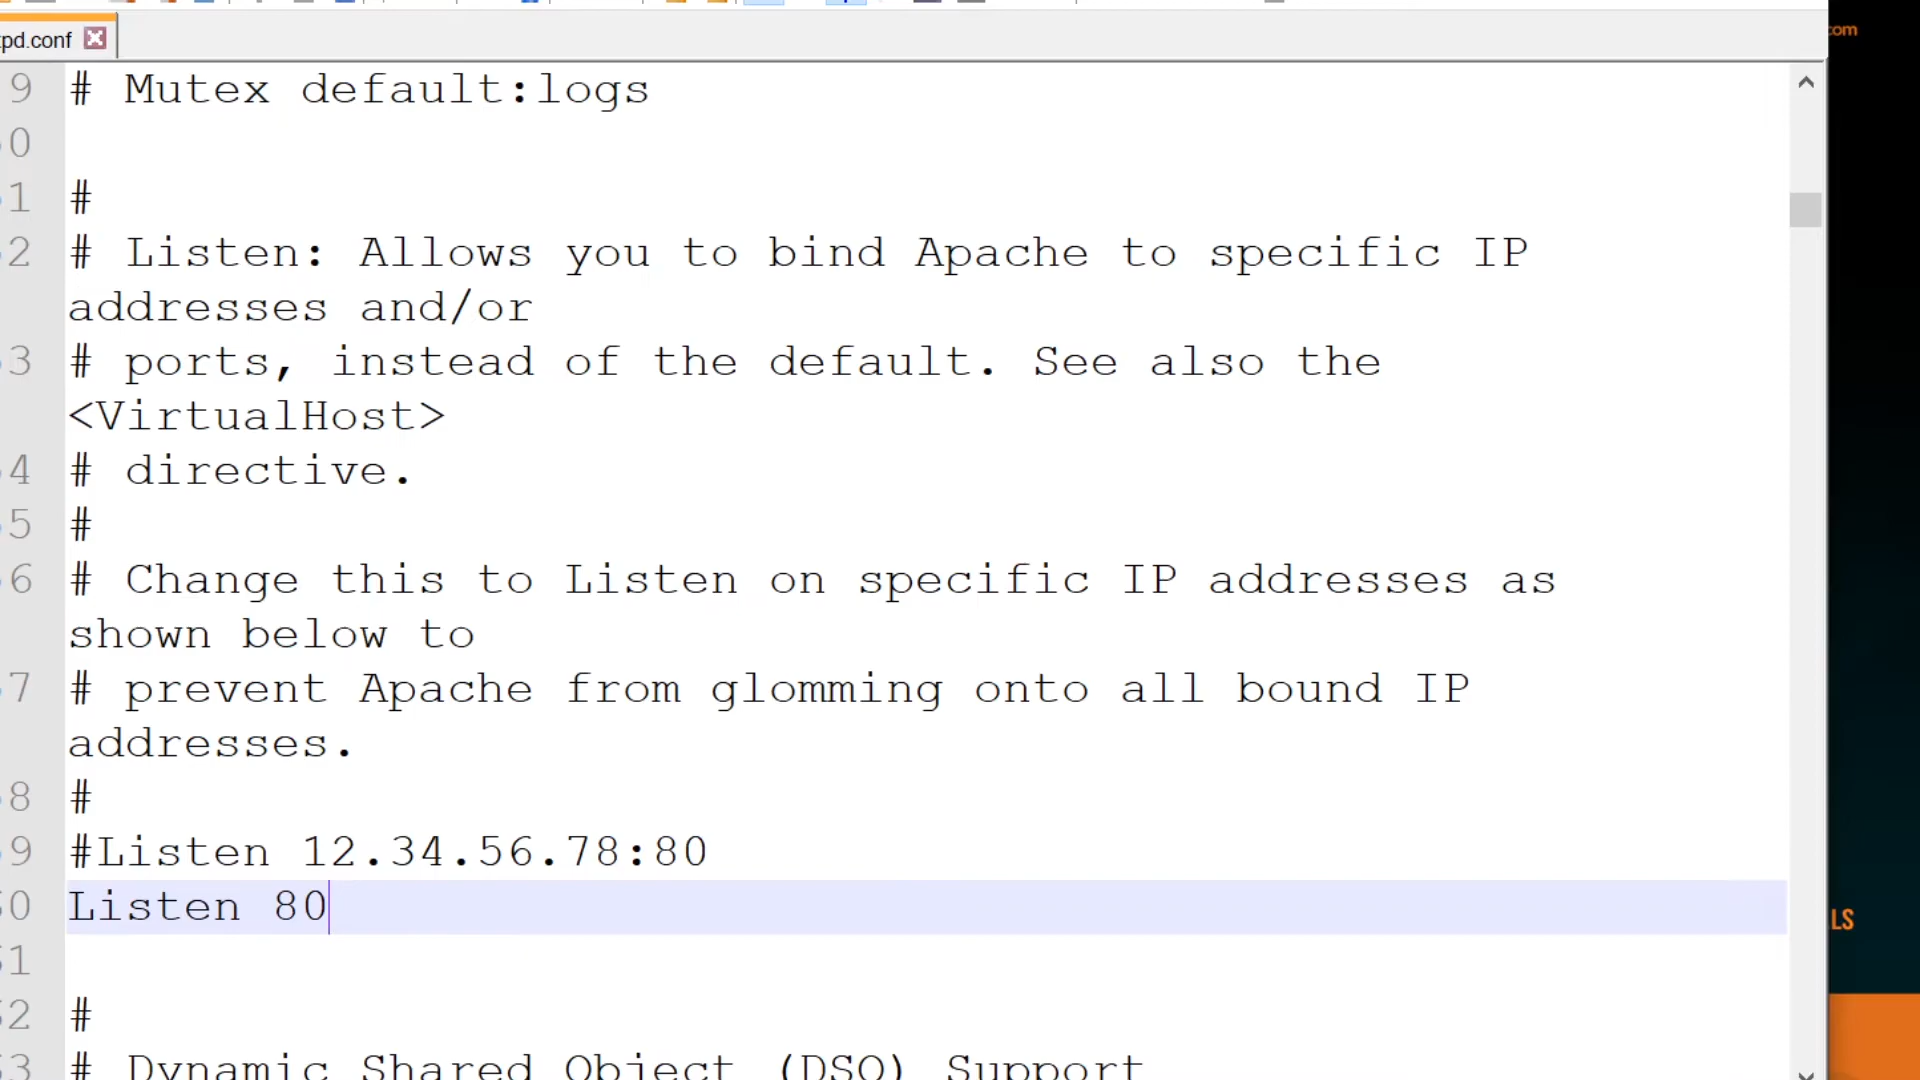 pd.conf
com
9 # Mutex default:logs
0
1 #
2 # Listen: Allows you to bind Apache to specific IP
addresses and/or
3 # ports, instead of the default. See also the
<VirtualHost>
4 # directive.
5 #
6 # Change this to Listen on specific IP addresses as
shown below to
7 # prevent Apache from glomming onto all bound IP
addresses.
8 #
9 #Listen 12.34.56.78:80
0 Listen 80
LS
1
2 #
3 # Dynamic Shared Object (DSO) Support